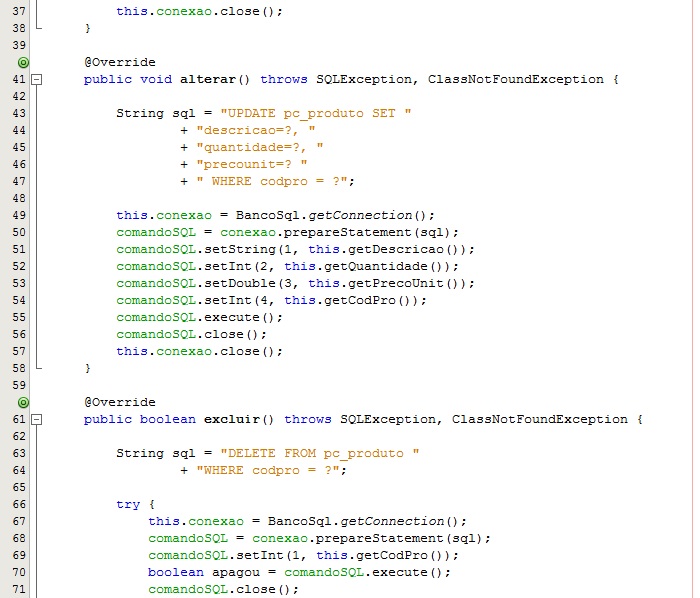 37 this.conexao.close();
38 }
39
@Override
41 public void alterar() throws SQLException, ClassNotFoundException {
42
43 String sql = "UPDATE pc_produto SET "
44 + "descricao=?, "
45 + "quantidade=?, "
46 + "precounit=? "
47 + " WHERE codpro = ?";
48
49 this.conexao = BancoSql.getConnection();
50 comandoSQL = conexao.prepareStatement(sql);
51 comandoSQL.setString(1, this.getDescricao());
52 comandoSQL.setInt(2, this.getQuantidade());
53 comandoSQL.setDouble(3, this.getPrecoUnit());
54 comandoSQL.setInt(4, this.getCodPro());
55 comandoSQL.execute();
56 comandoSQL.close();
57 this.conexao.close();
58 }
59
@Override
61 public boolean excluir() throws SQLException, ClassNotFoundException {
62
63 String sql = "DELETE FROM pc_produto "
64 + "WHERE codpro = ?";
65
66 try {
67 this.conexao = BancoSql.getConnection();
68 comandoSQL = conexao.prepareStatement(sql);
69 comandoSQL.setInt(1, this.getCodPro());
70 boolean apagou = comandoSQL.execute();
71 comandoSQL.close();